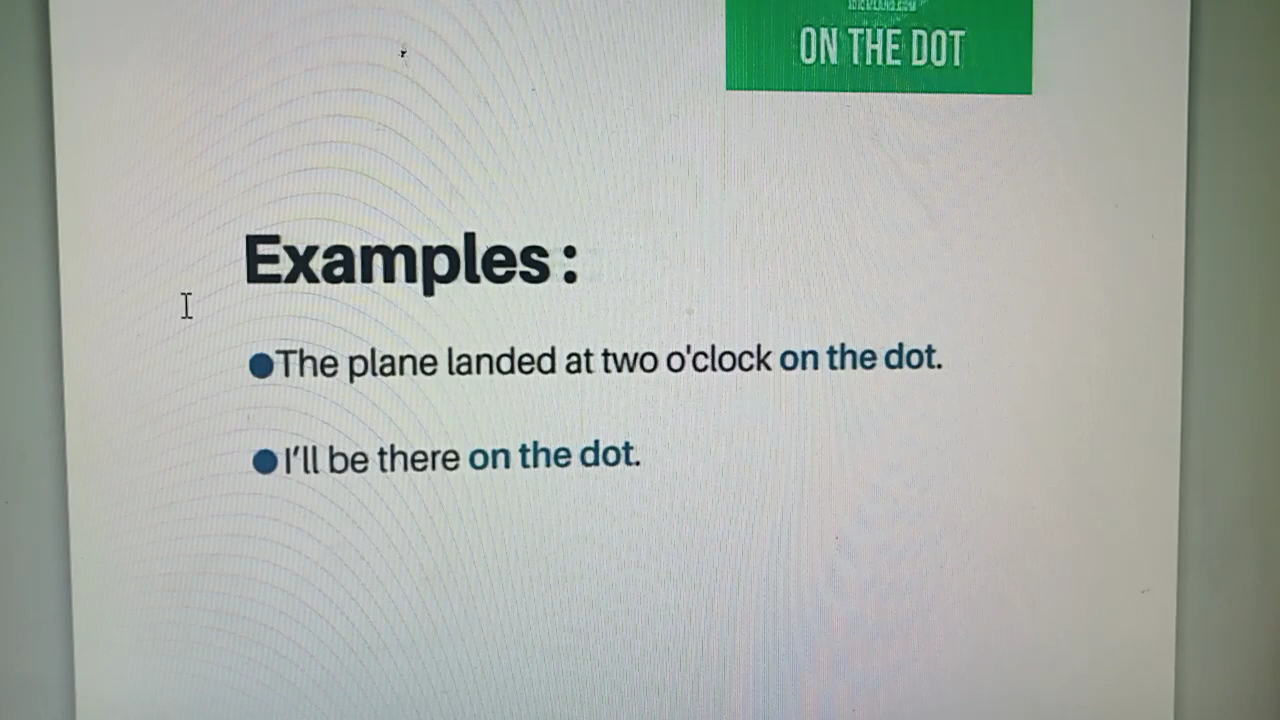 ON THE DOT
Examples:
●The plane landed at two o'clock on the dot.
●I'll be there on the dot.